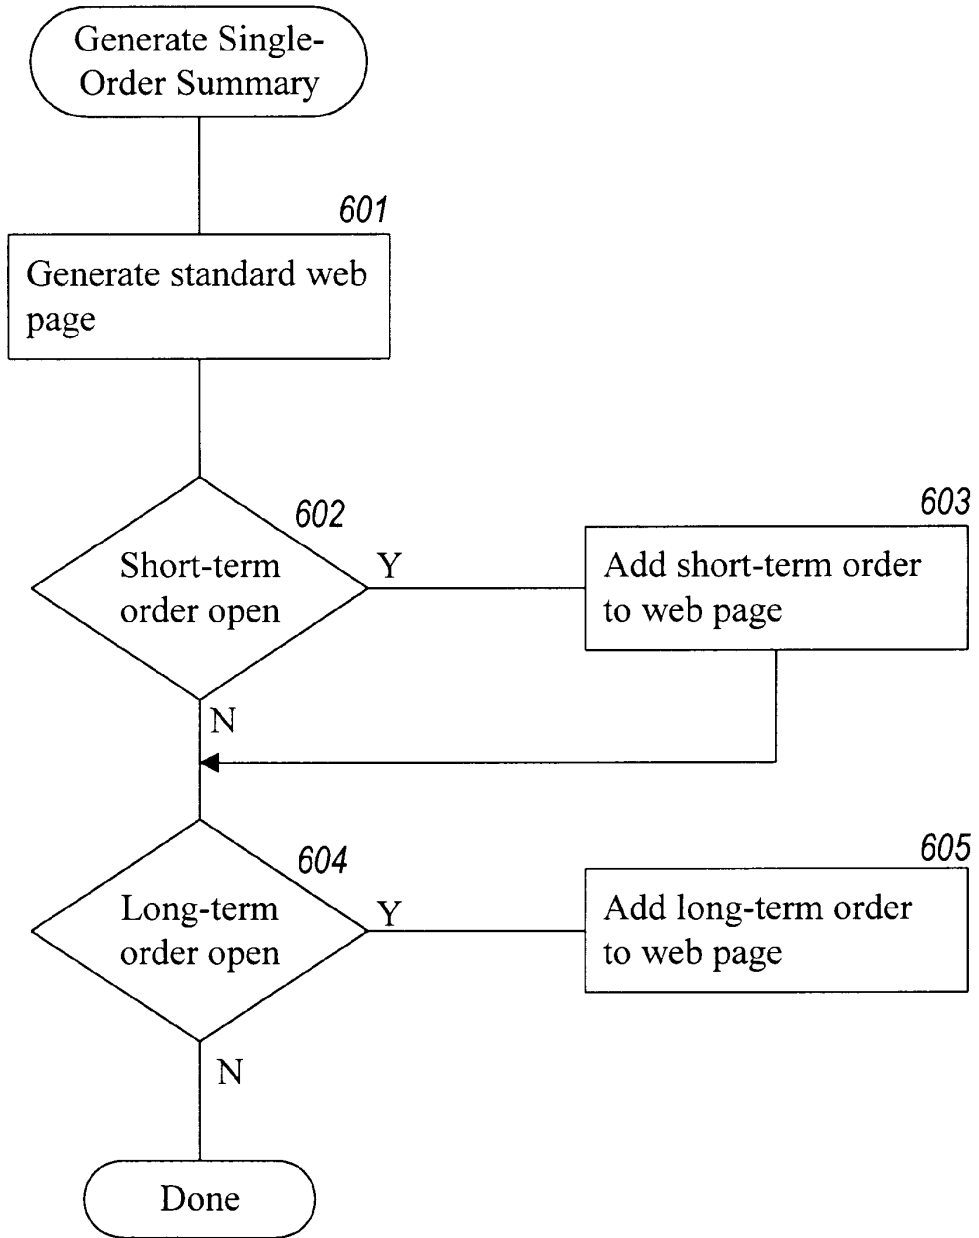 Generate Single-
Order Summary
601
Generate standard web
page
602
Short-term
order open
Y
603
Add short-term order
to web page
N
604
Long-term
order open
Y
605
Add long-term order
to web page
N
Done